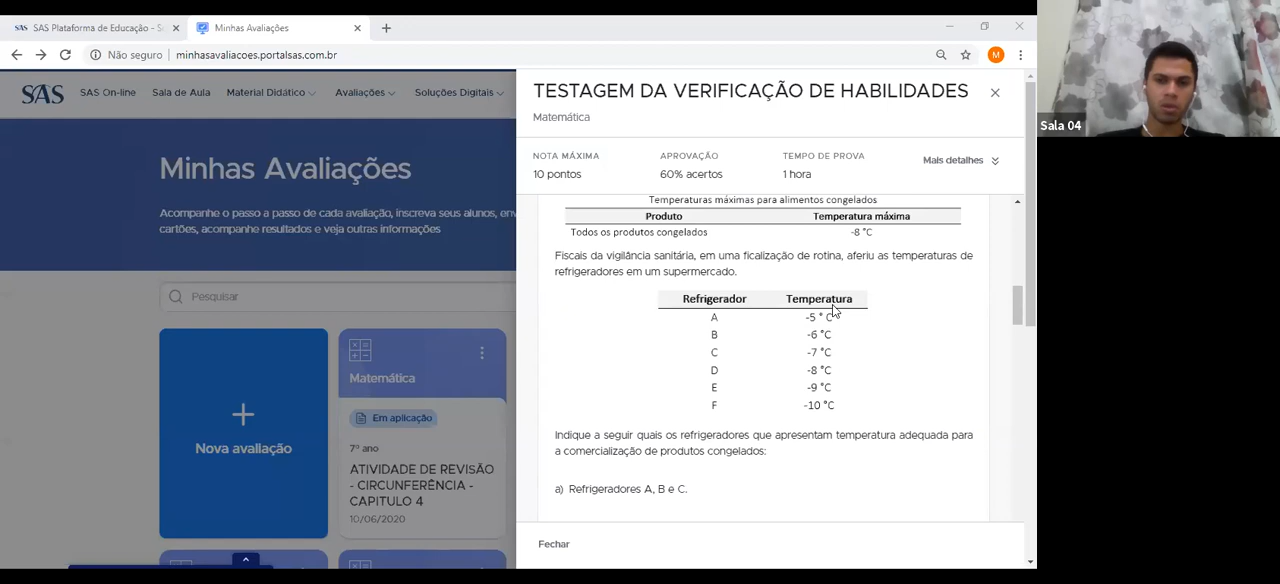 SAS SAS Plataforma de Educação - S
Minhas Avaliações
Não seguro | minhasavaliacoes.portalsas.com.br
M
SAS
SAS On-line
Sala de Aula
Material Didático
Avaliações
Soluções Digitais
Minhas Avaliações
Acompanhe o passo a passo de cada avaliação, inscreva seus alunos, env
cartões, acompanhe resultados e veja outras informações
Pesquisar
Nova avaliação
Matemática
Em aplicação
7º ano
ATIVIDADE DE REVISÃO
- CIRCUNFERÊNCIA -
CAPITULO 4
10/06/2020
TESTAGEM DA VERIFICAÇÃO DE HABILIDADES
Matemática
NOTA MÁXIMA APROVAÇÃO TEMPO DE PROVA
10 pontos 60% acertos 1 hora
Mais detalhes
Temperaturas máximas para alimentos congelados
Produto Temperatura máxima
Todos os produtos congelados -8 °C
Fiscais da vigilância sanitária, em uma ficalização de rotina, aferiu as temperaturas de
refrigeradores em um supermercado.
Refrigerador Temperatura
A -5 ° C
B -6 °C
C -7 °C
D -8 °C
E -9 °C
F -10 °C
Indique a seguir quais os refrigeradores que apresentam temperatura adequada para
a comercialização de produtos congelados:
a) Refrigeradores A, B e C.
Fechar
Sala 04